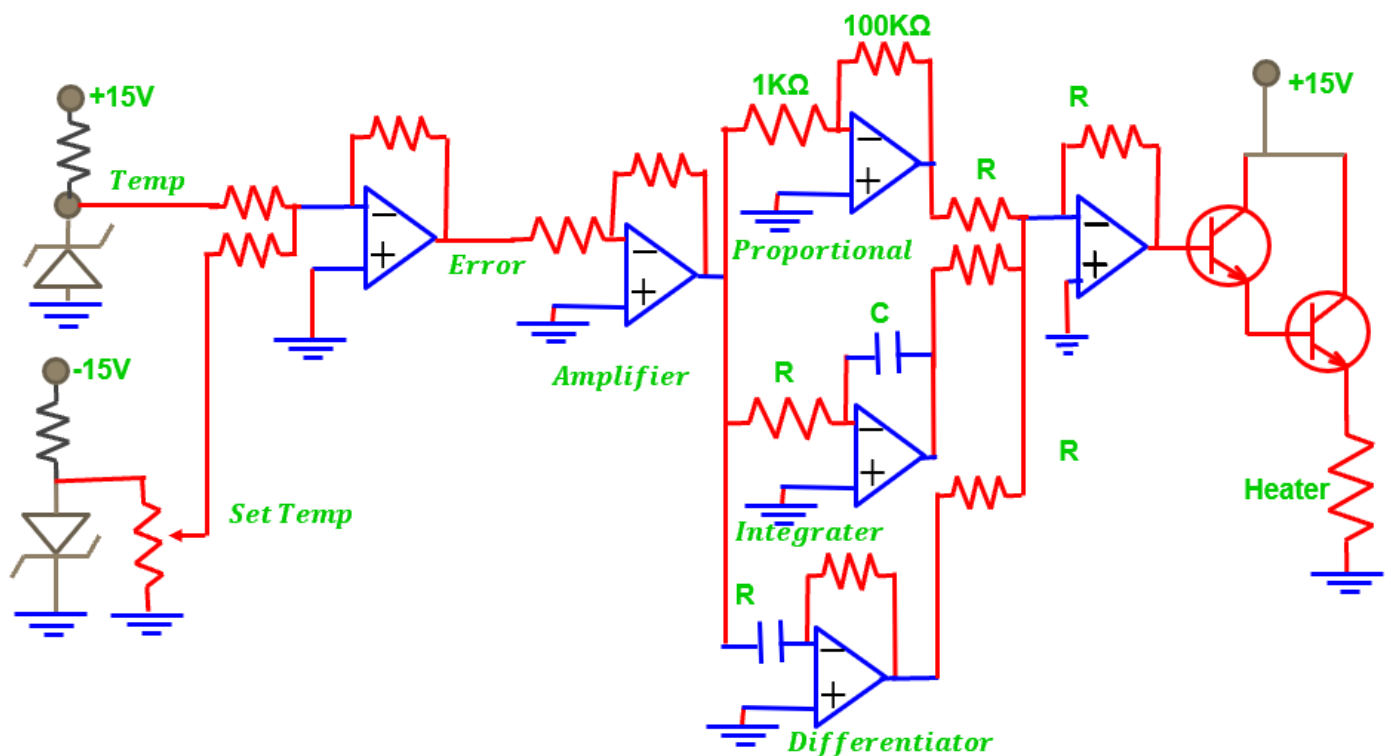 100KΩ
1KΩ
+15V
R
+15V
Temp
R
Proportional
Error
C
-15V
Amplifier
R
R
Heater
Set Temp
Integrater
R
Differentiator